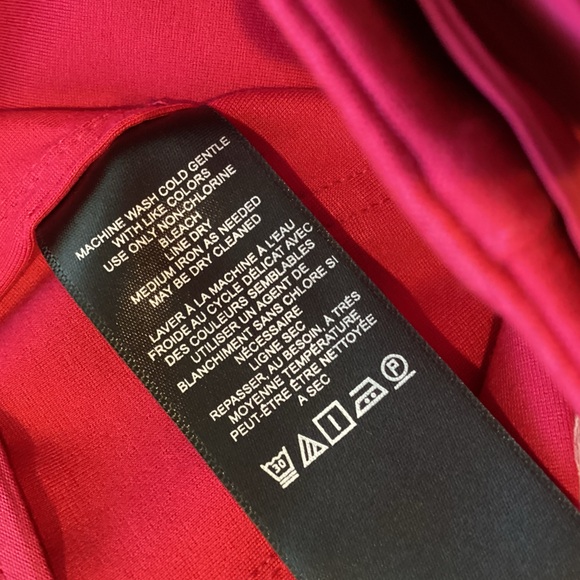 MACHINE WASH COLD GENTLE
WITH LIKE COLORS
USE ONLY NON-CHLORINE
BLEACH
LINE DRY
MEDIUM IRON AS NEEDED
MAY BE DRY CLEANED
LAVER À LA MACHINE À L'EAU
FROIDE AU CYCLE DÉLICAT AVEC
DES COULEURS SEMBLABLES
UTILISER UN AGENT DE
BLANCHIMENT SANS CHLORE SI
NÉCESSAIRE
LIGNE SEC
REPASSER, AU BESOIN, À TRÈS
MOYENNE TEMPÉRATURE
PEUT-ÊTRE ÊTRE NETTOYÉE
A SEC
30 P